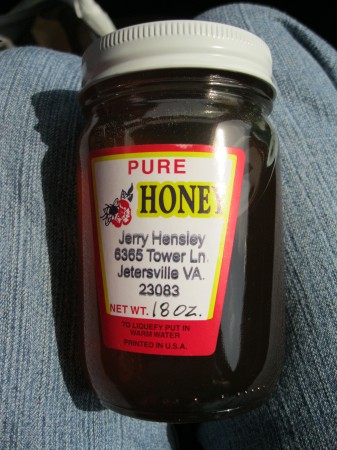 PURE
HONEY
Jerry Hensley
6365 Tower Ln.
Jetersville VA.
23083
NET WT. 18 OZ.
TO LIQUEFY PUT IN
WARM WATER
PRINTED IN U.S.A.